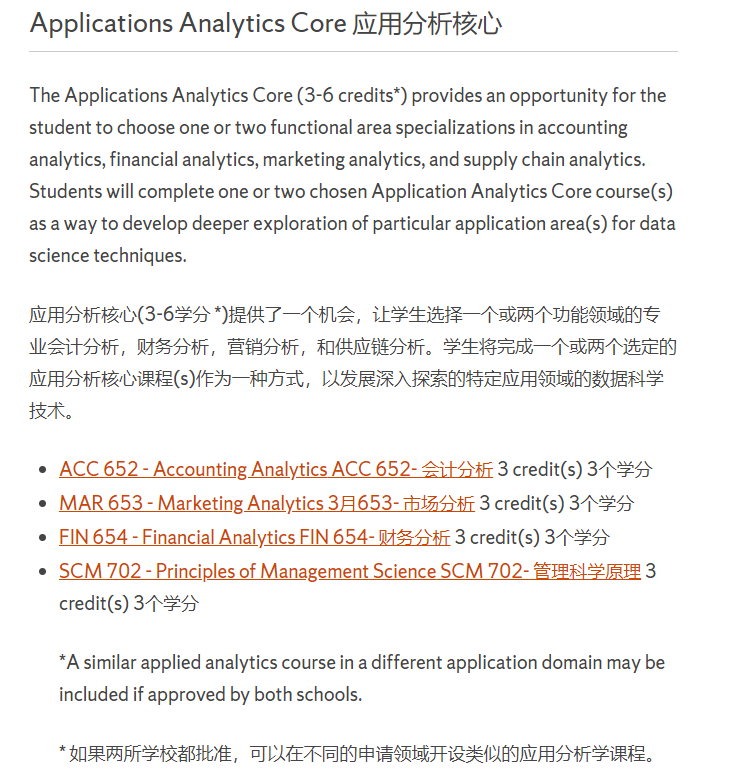 Applications Analytics Core 应用分析核心
The Applications Analytics Core (3-6 credits*) provides an opportunity for the
student to choose one or two functional area specializations in accounting
analytics, financial analytics, marketing analytics, and supply chain analytics.
Students will complete one or two chosen Application Analytics Core course(s)
as a way to develop deeper exploration of particular application area(s) for data
science techniques.
应用分析核心(3-6学分 *)提供了一个机会，让学生选择一个或两个功能领域的专
业会计分析，财务分析，营销分析，和供应链分析。学生将完成一个或两个选定的
应用分析核心课程(s)作为一种方式，以发展深入探索的特定应用领域的数据科学
技术。
• ACC 652 - Accounting Analytics ACC 652- 会计分析 3 credit(s) 3个学分
• MAR 653 - Marketing Analytics 3月653- 市场分析 3 credit(s) 3个学分
• FIN 654 - Financial Analytics FIN 654- 财务分析 3 credit(s) 3个学分
• SCM 702 - Principles of Management Science SCM 702- 管理科学原理 3
credit(s) 3个学分
*A similar applied analytics course in a different application domain may be
included if approved by both schools.
* 如果两所学校都批准，可以在不同的申请领域开设类似的应用分析学课程。